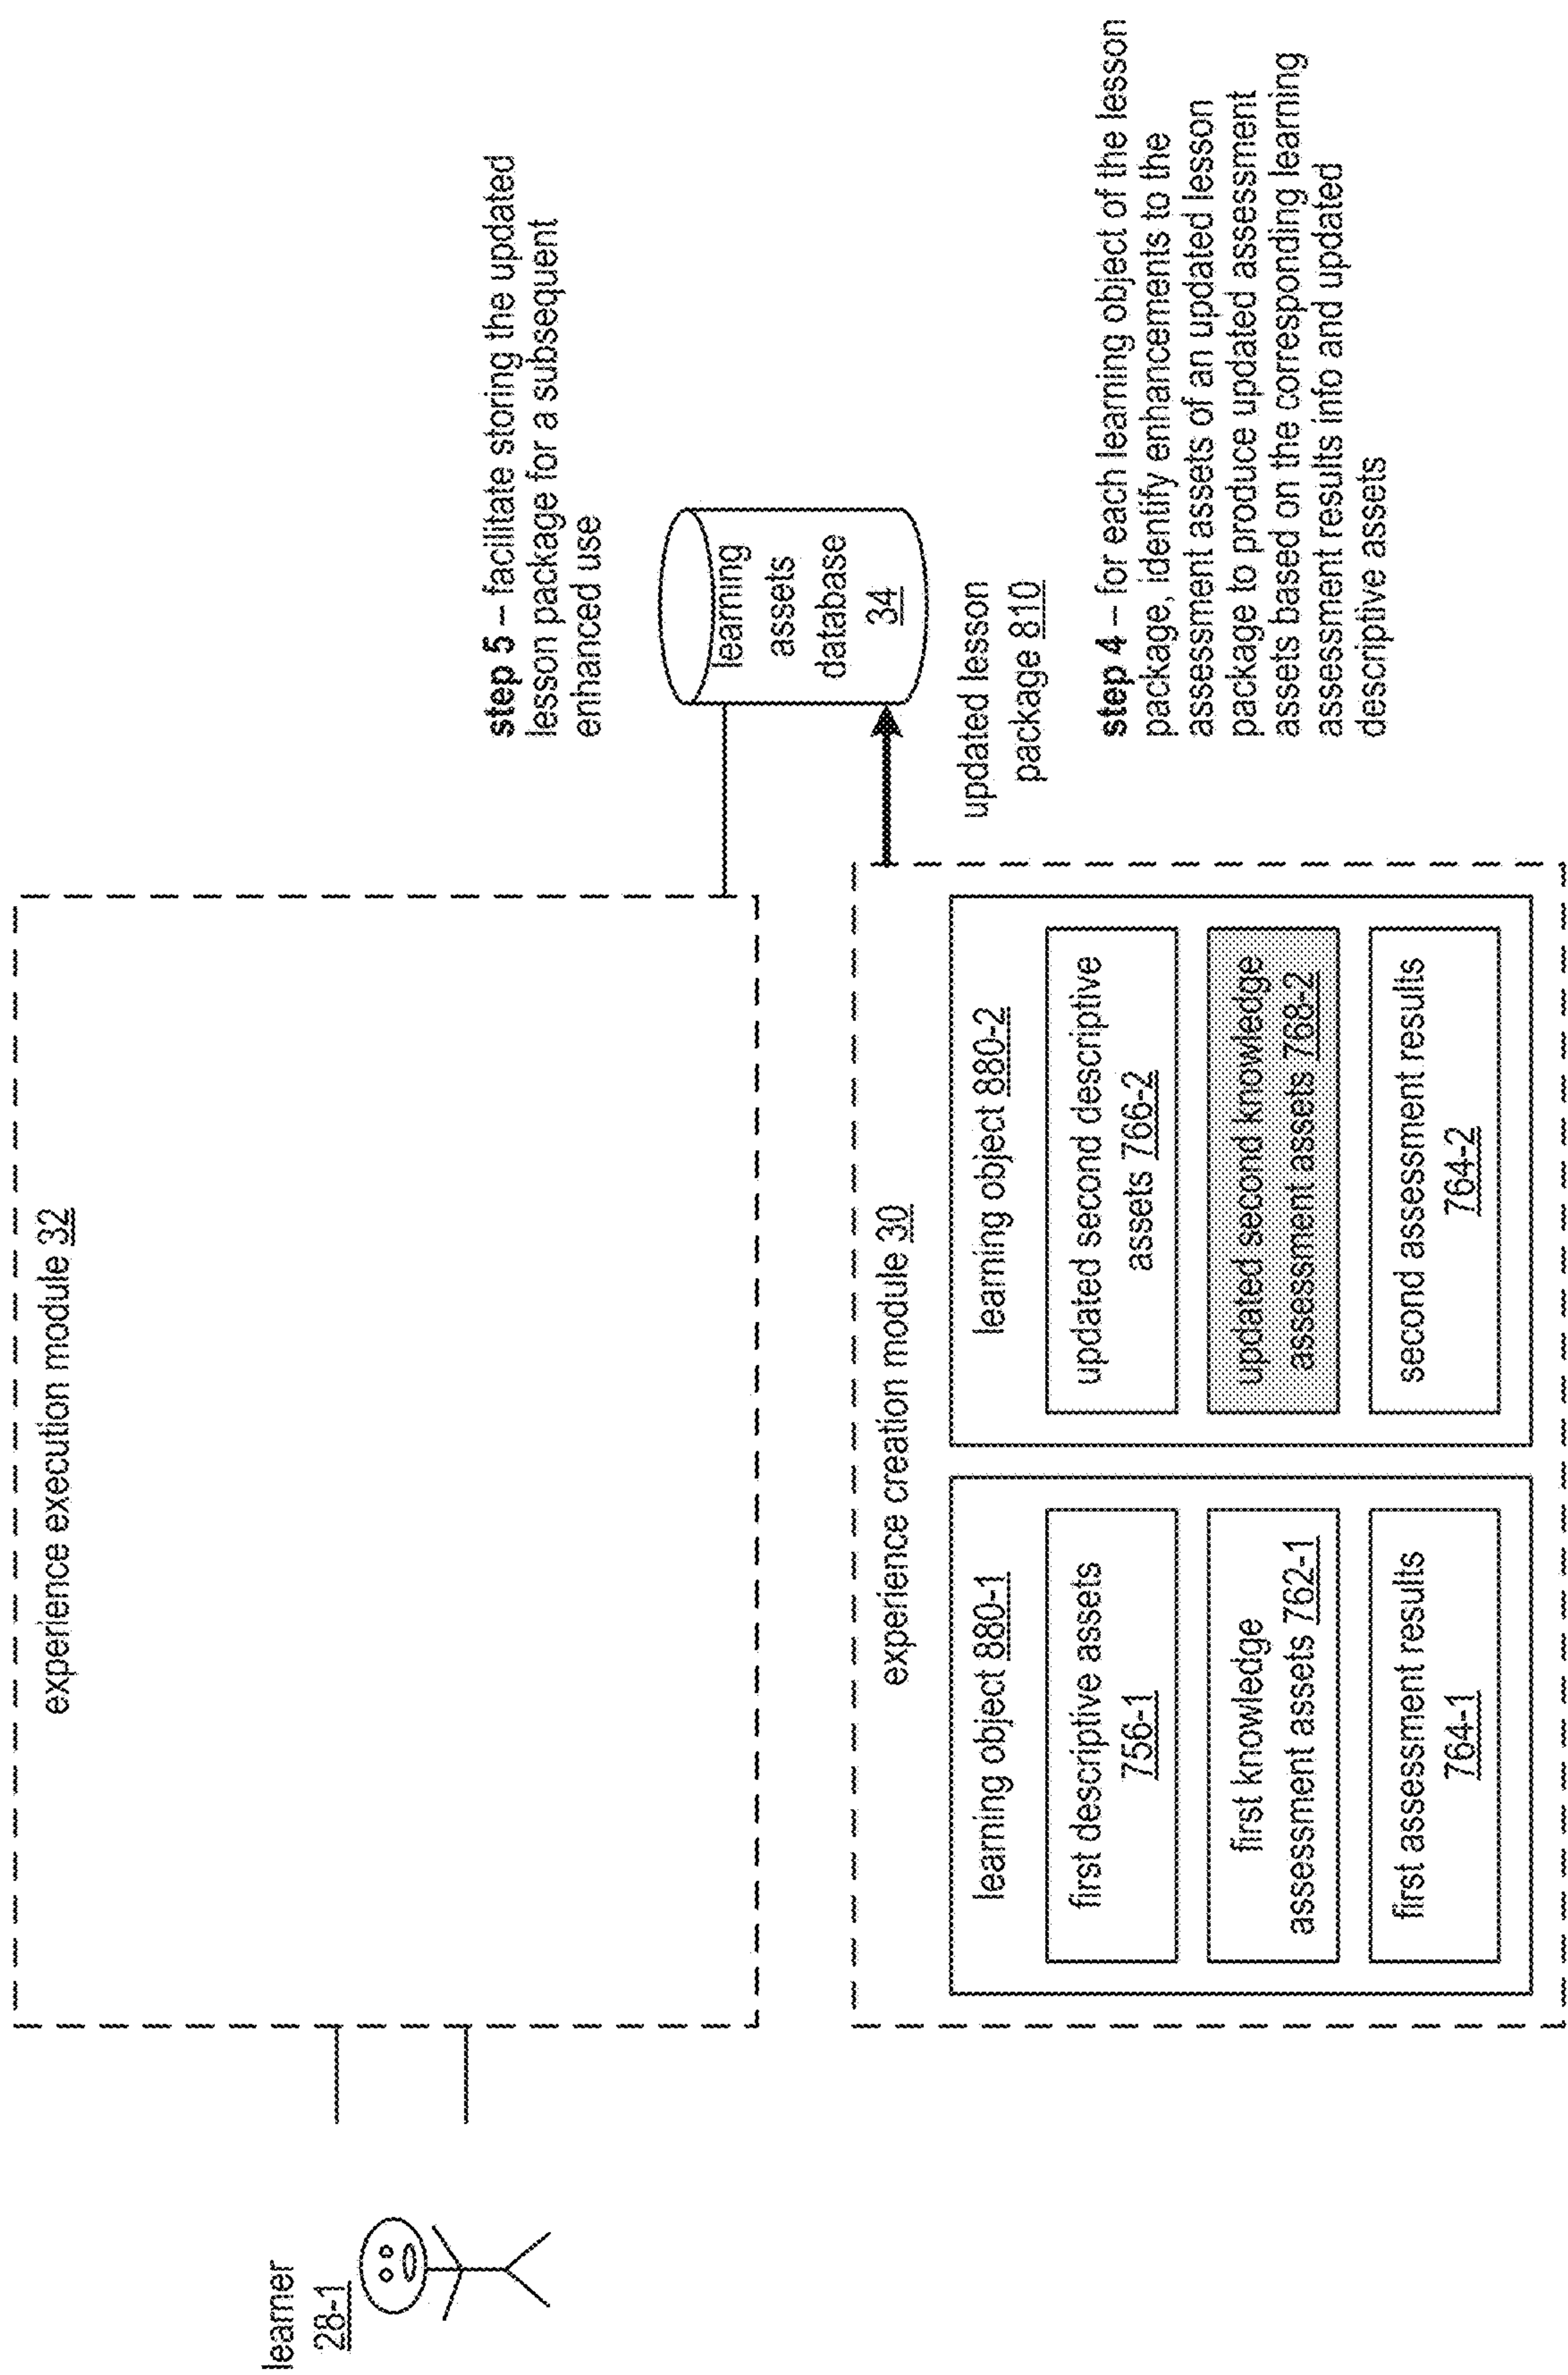 learner
28-1
experience execution module 32
step 5 – facilitate storing the updated
lesson package for a subsequent
enhanced use
learning
assets
database
34
experience creation module 30
learning object 880-1
first descriptive assets
756-1
first knowledge
assessment assets 762-1
first assessment results
764-1
learning object 880-2
updated second descriptive
assets 766-2
updated second knowledge
assessment assets 768-2
second assessment results
764-2
updated lesson
package 810
step 4 – for each learning object of the lesson
package, identify enhancements to the
assessment assets of an updated lesson
package to produce updated assessment
assets based on the corresponding learning
assessment results info and updated
descriptive assets